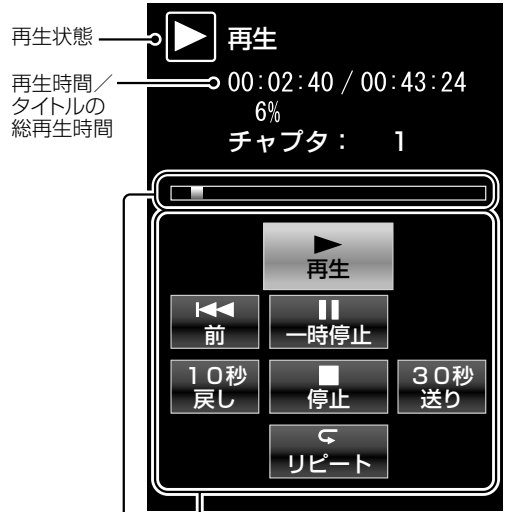 再生状態
再生
再生時間／
タイトルの
総再生時間
00:02:40 / 00:43:24
6%
チャプタ： 1
再生
前
一時停止
１０秒
戻し
停止
３０秒
送り
リピート